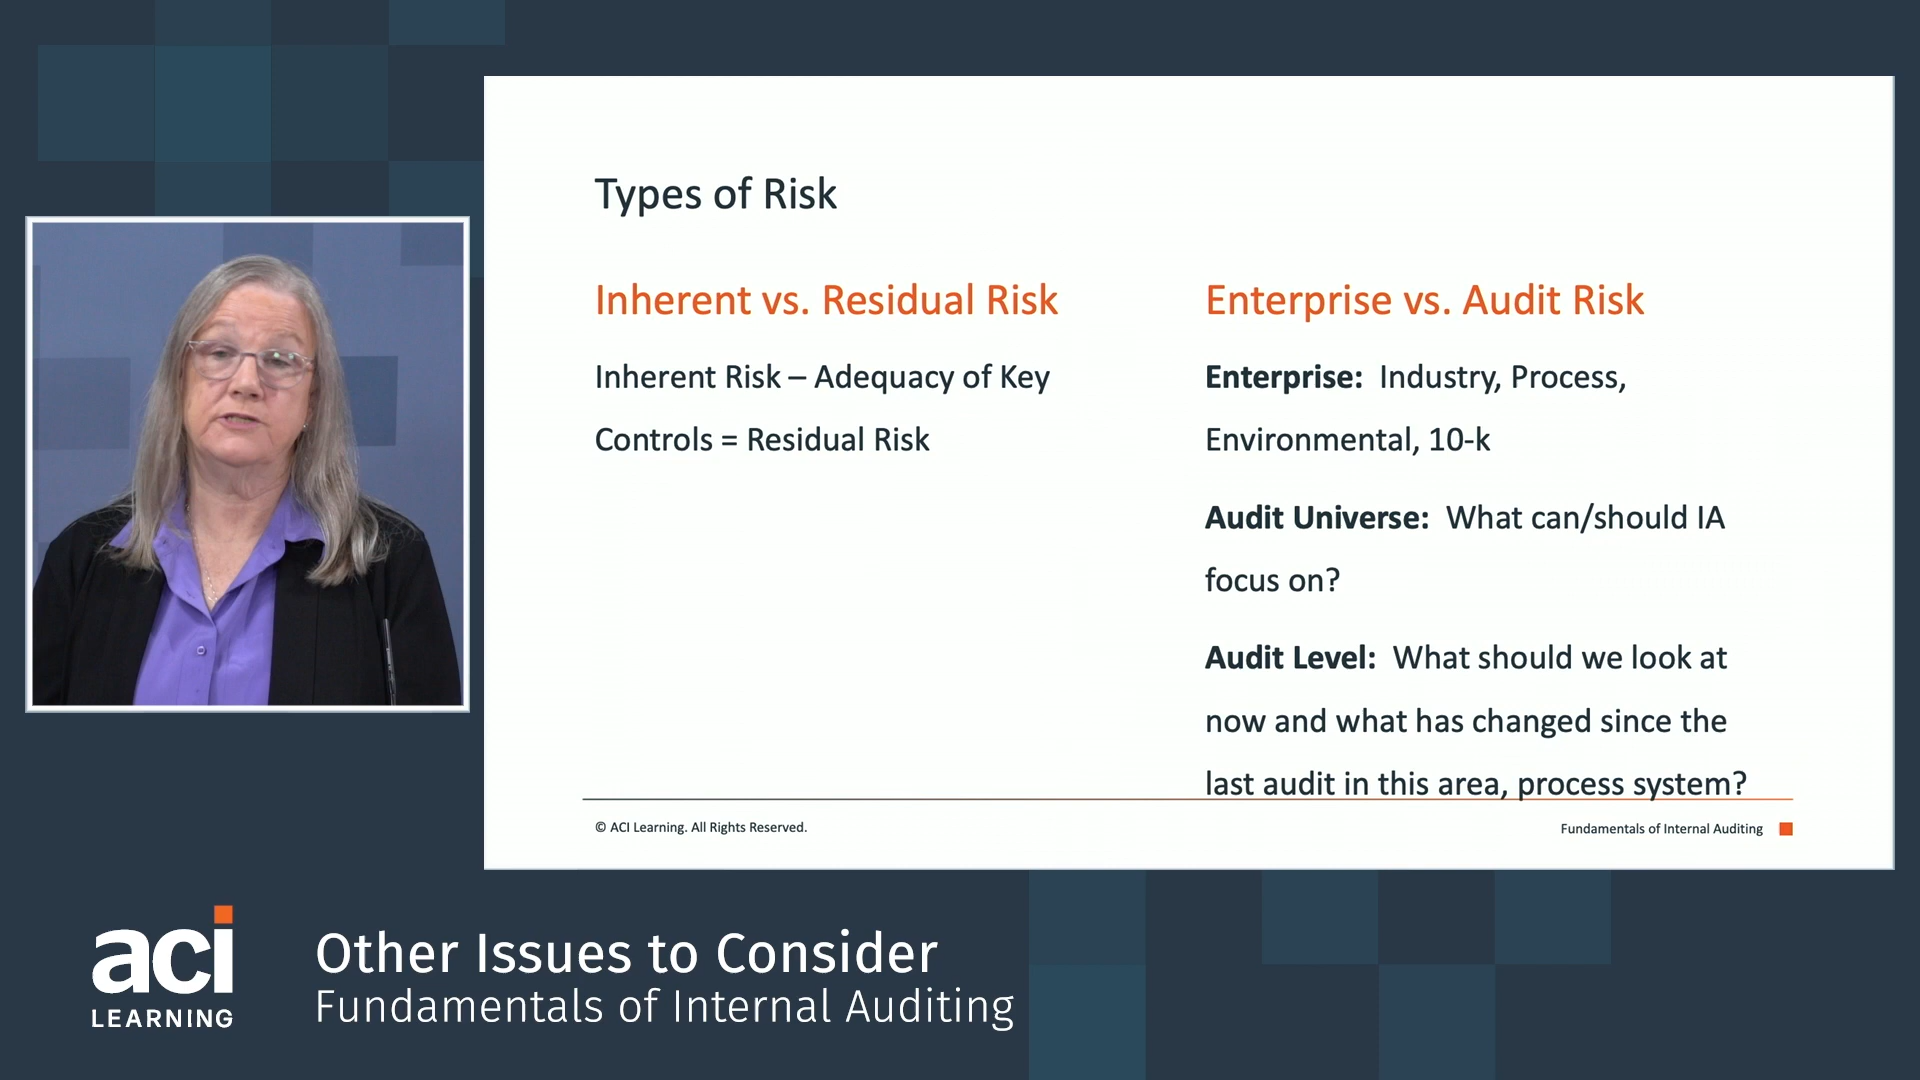 Types of Risk
Inherent vs. Residual Risk
Inherent Risk – Adequacy of Key
Controls = Residual Risk
Enterprise vs. Audit Risk
Enterprise: Industry, Process,
Environmental, 10-k
Audit Universe: What can/should IA
focus on?
Audit Level: What should we look at
now and what has changed since the
last audit in this area, process system?
© ACI Learning. All Rights Reserved.
Fundamentals of Internal Auditing
aci
LEARNING
Other Issues to Consider
Fundamentals of Internal Auditing